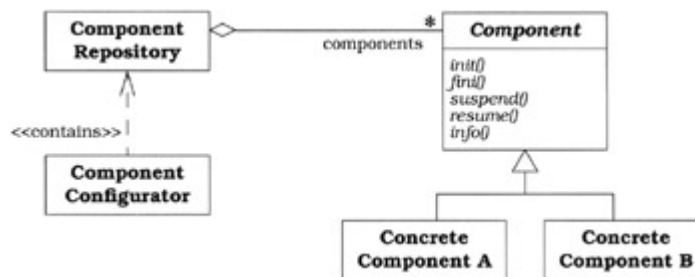 Component
Repository
*
components
Component
init()
fini()
suspend()
resume()
info()
<<contains>>
Component
Configurator
Concrete
Component A
Concrete
Component B